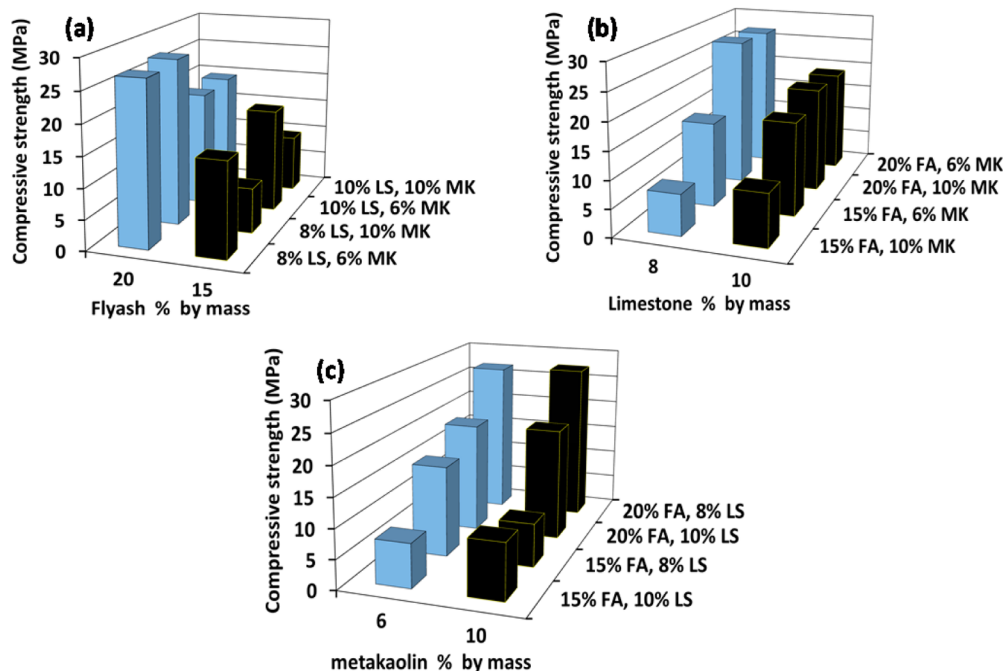 (a)
Compressive strength (MPa)
30
25
20
15
10
5
0
20
15
Flyash % by mass
10% LS, 10% MK
10% LS, 6% MK
8% LS, 10% MK
8% LS, 6% MK
(b)
Compressive strength (MPa)
30
25
20
15
10
5
0
8
10
Limestone % by mass
20% FA, 6% MK
20% FA, 10% MK
15% FA, 6% MK
15% FA, 10% MK
(c)
Compressive strength (MPa)
30
25
20
15
10
5
0
6
10
metakaolin % by mass
20% FA, 8% LS
20% FA, 10% LS
15% FA, 8% LS
15% FA, 10% LS